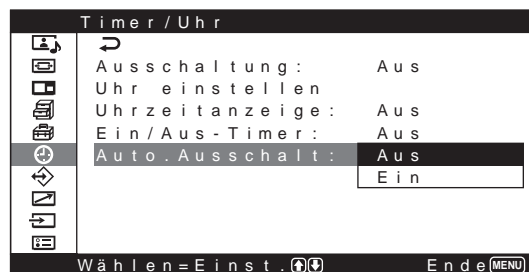 Timer/Uhr
Ausschaltung: Aus
Uhr einstellen
Uhrzeitanzeige: Aus
Ein/Aus-Timer: Aus
Auto.Ausschalt: Aus
Ein
Wählen=Einst. Ende MENU